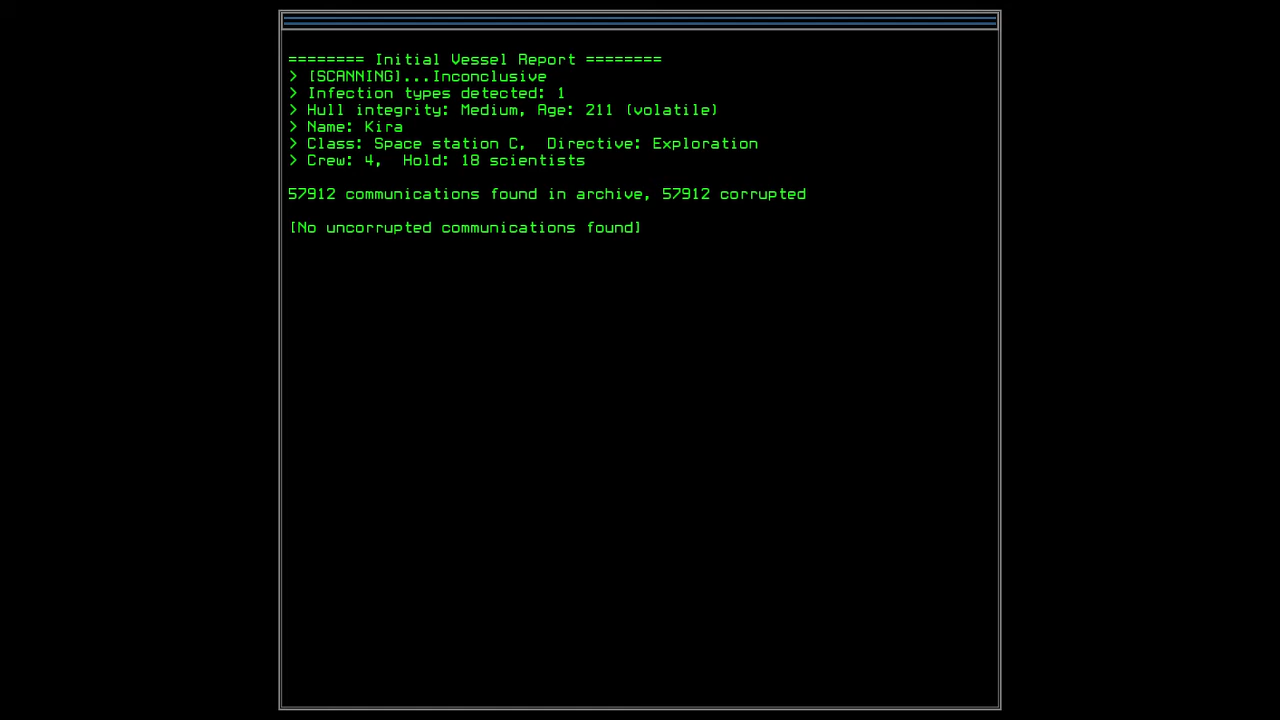 ======== Initial Vessel Report ========
> [SCANNING]...Inconclusive
> Infection types detected: 1
> Hull integrity: Medium, Age: 211 (volatile)
> Name: Kira
> Class: Space station C,  Directive: Exploration
> Crew: 4,  Hold: 18 scientists
57912 communications found in archive, 57912 corrupted
[No uncorrupted communications found]